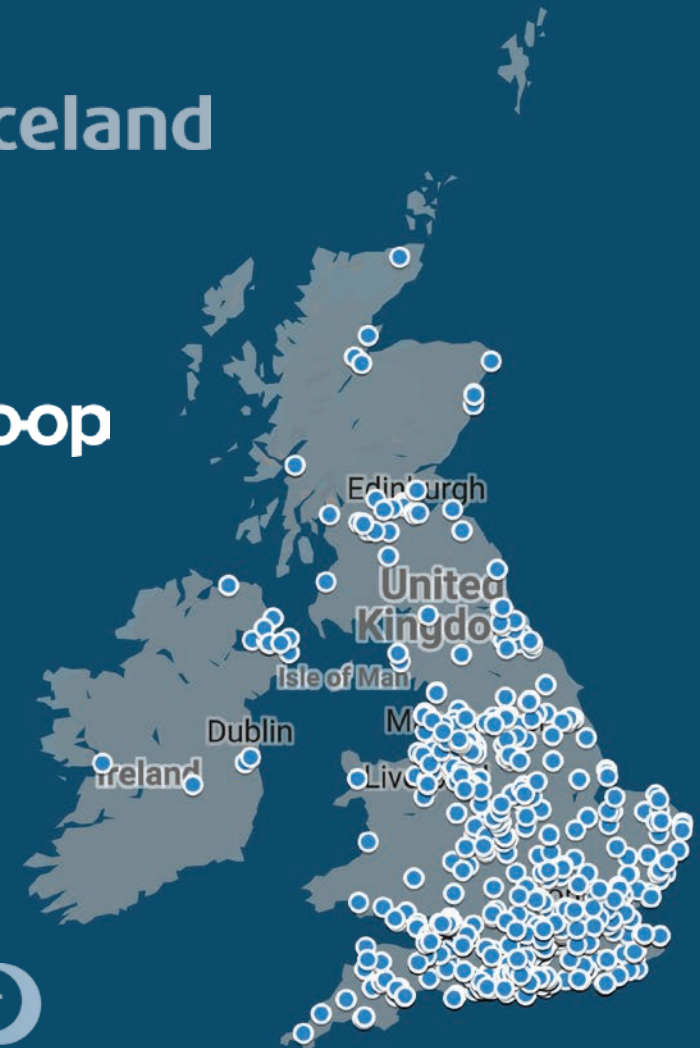 celand
Edinburgh
oop
United
Kingdo
Isle of Man
Dublin
Ireland